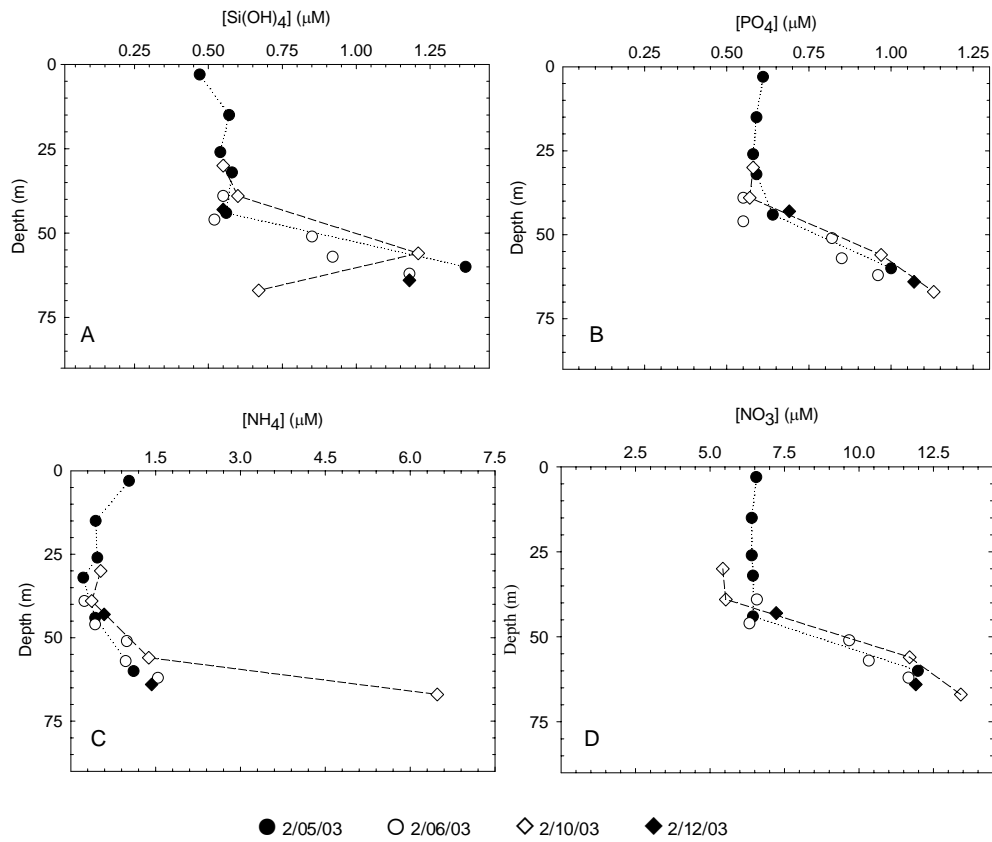 [Si(OH)4] (μM)
0.25 0.50 0.75 1.00 1.25
0
25
50
75
Depth (m)
A
[PO4] (μM)
0.25 0.50 0.75 1.00 1.25
0
25
50
75
Depth (m)
B
[NH4] (μM)
1.5 3.0 4.5 6.0 7.5
0
25
50
75
Depth (m)
C
[NO3] (μM)
2.5 5.0 7.5 10.0 12.5
0
25
50
75
Depth (m)
D
2/05/03 2/06/03 2/10/03 2/12/03